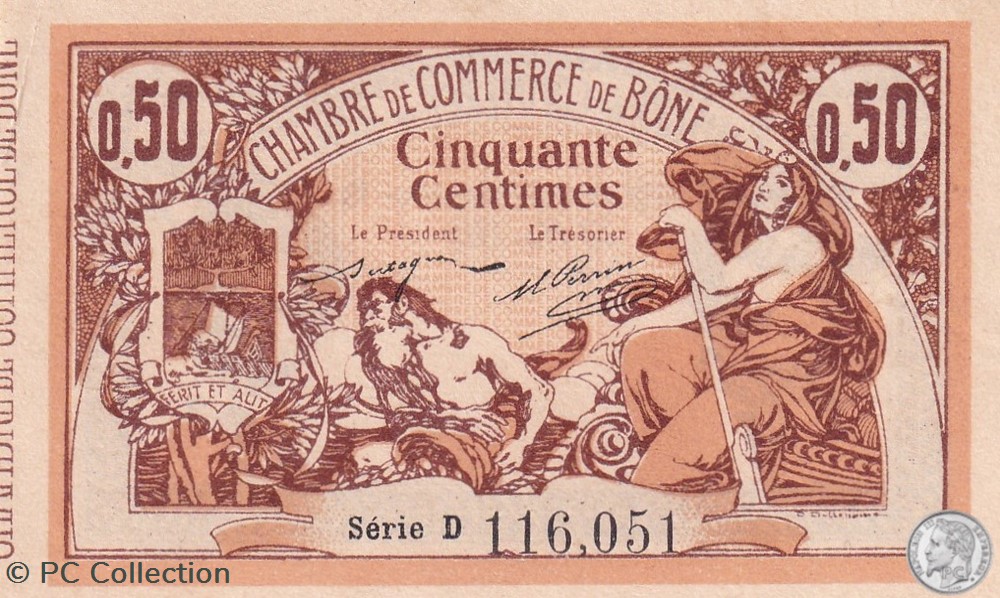 CHAMBRE DE COMMERCE DE BÔNE
0,50
0,50
Cinquante
Centimes
Le President
Le Trésorier
FERIT ET ALIT
Série D 116,051
© PC Collection